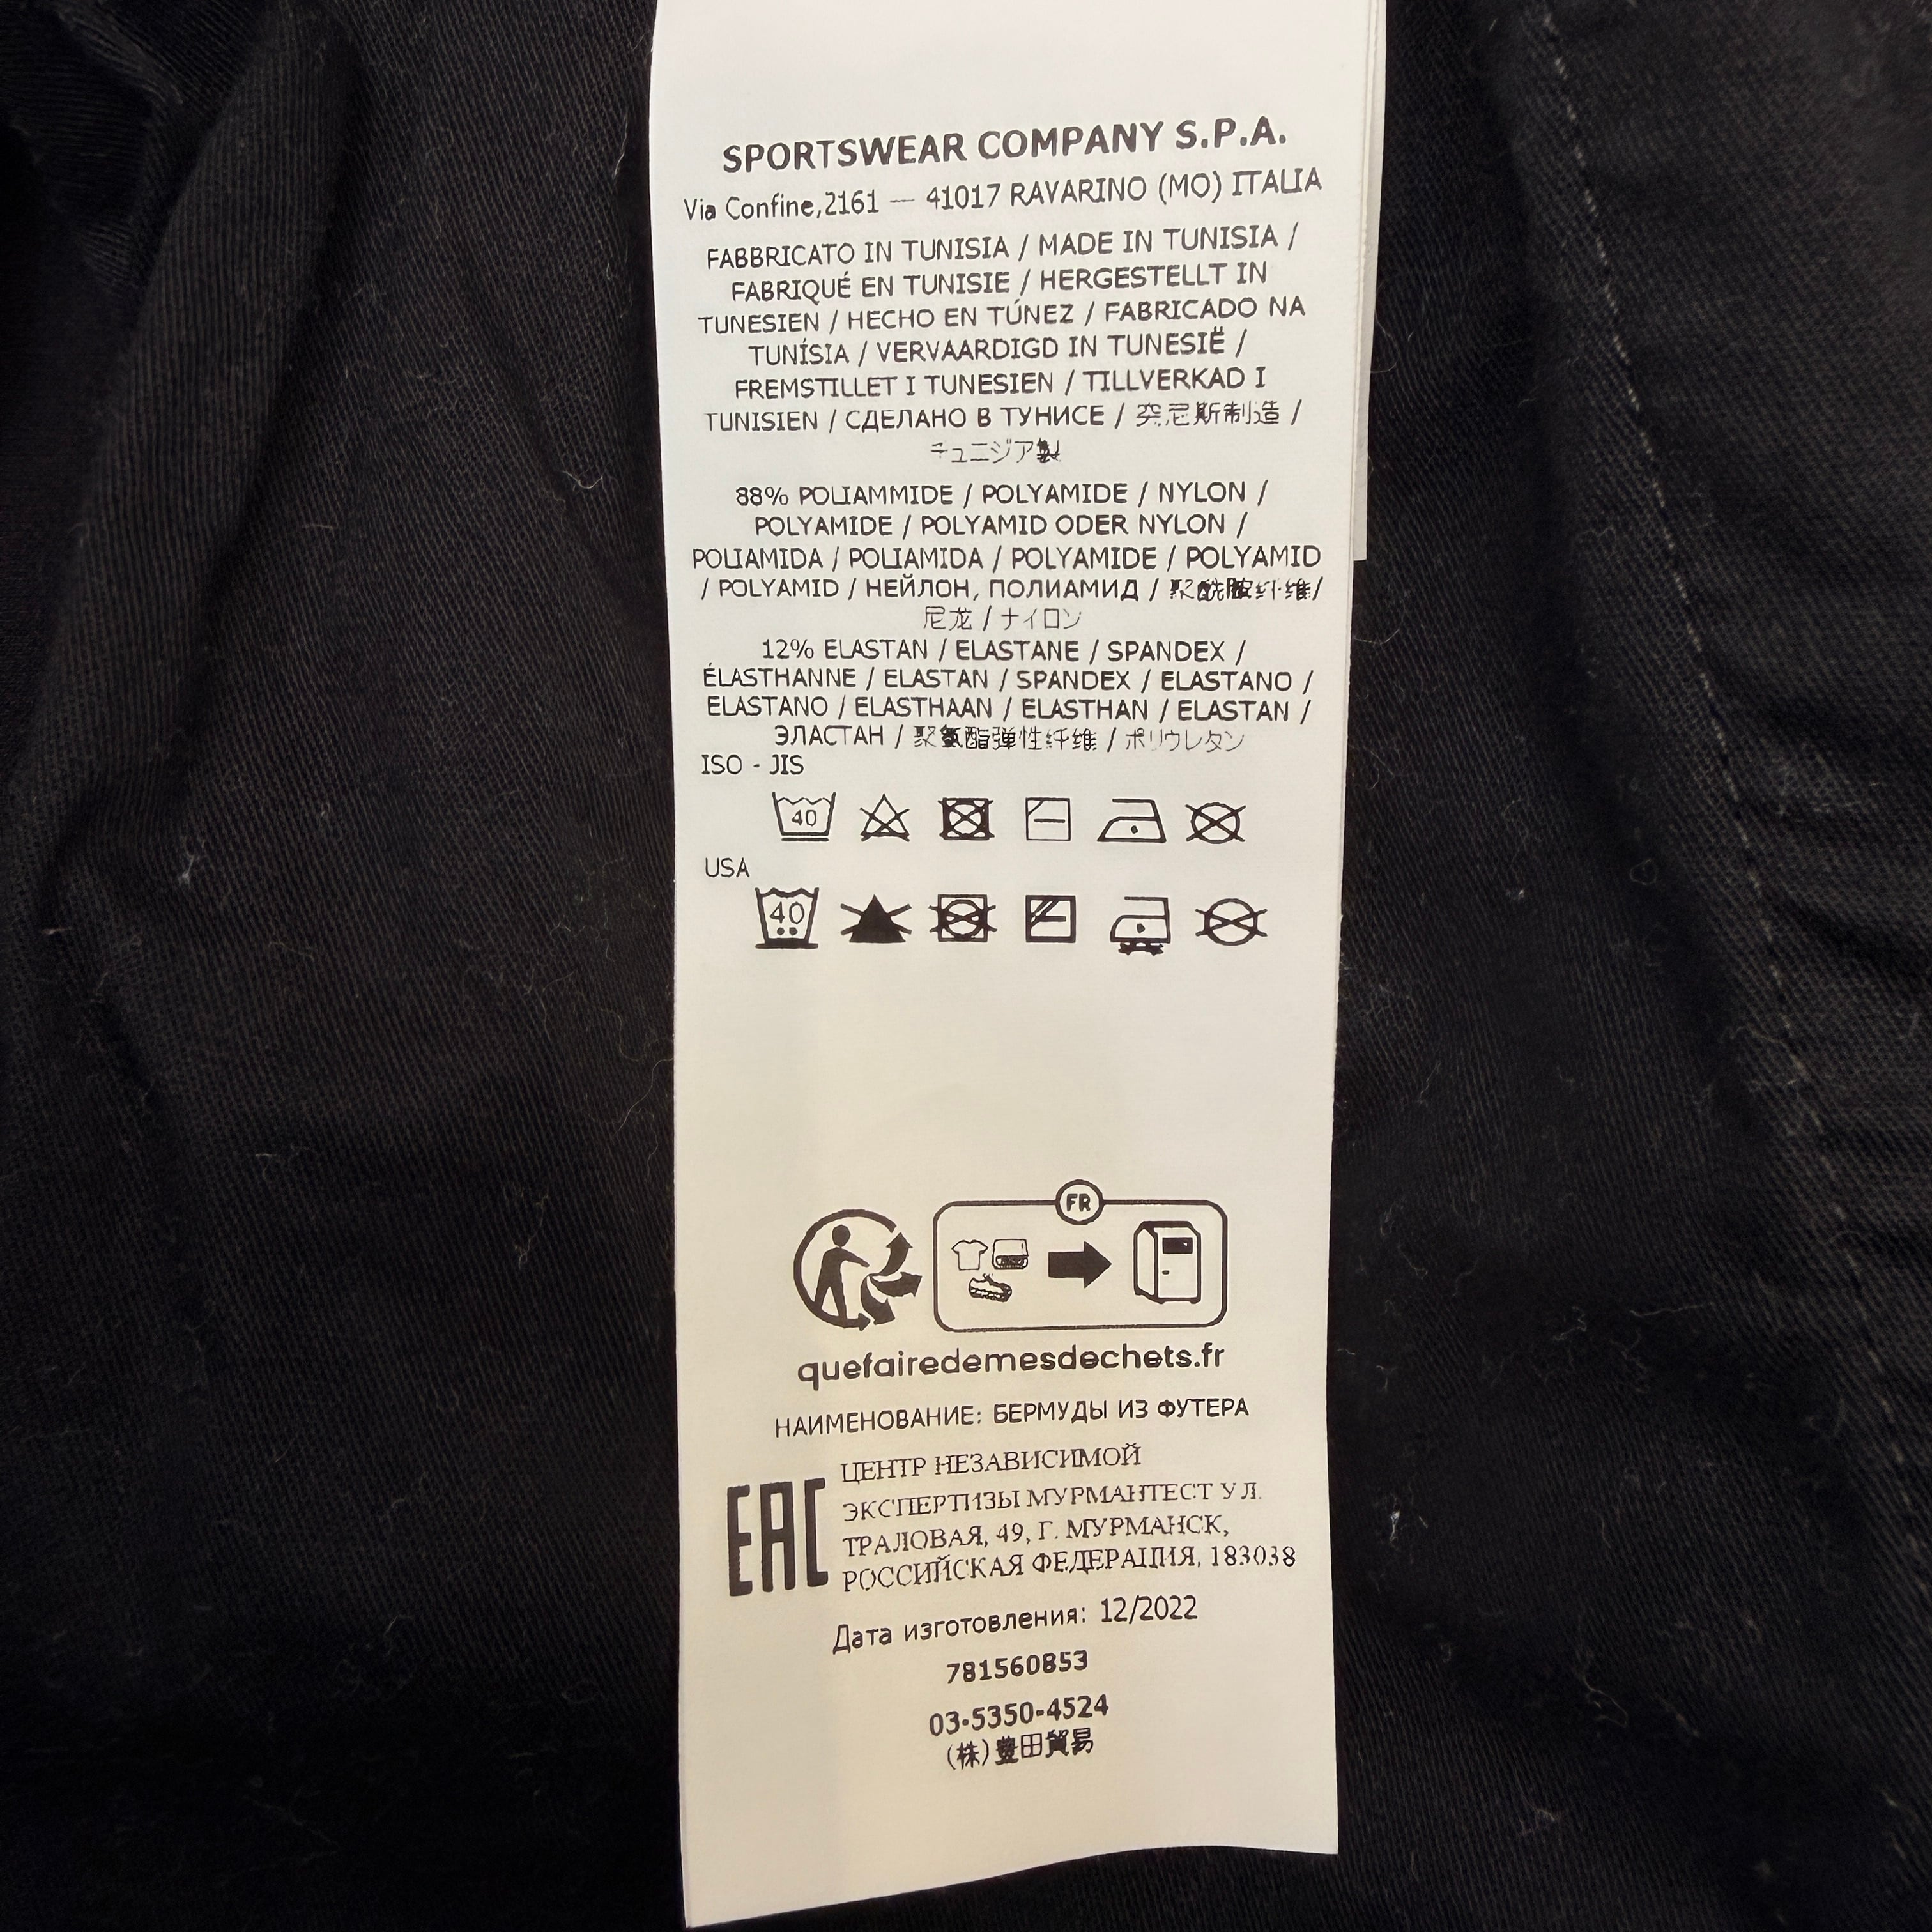 SPORTSWEAR COMPANY S.P.A.
Via Confine,2161 — 41017 RAVARINO (MO) ITALIA
FABBRICATO IN TUNISIA / MADE IN TUNISIA /
FABRIQUÉ EN TUNISIE / HERGESTELLT IN
TUNESIEN / HECHO EN TÚNEZ / FABRICADO NA
TUNÍSIA / VERVAARDIGD IN TUNESIË /
FREMSTILLET I TUNESIEN / TILLVERKAD I
TUNISIEN / СДЕЛАНО В ТУНИСЕ / 突尼斯制造 /
チュニジア製
88% POLIAMMIDE / POLYAMIDE / NYLON /
POLYAMIDE / POLYAMID ODER NYLON /
POLIAMIDA / POLIAMIDA / POLYAMIDE / POLYAMID
/ POLYAMID / НЕЙЛОН, ПОЛИАМИД / 聚酰胺纤维/
尼龙 / ナイロン
12% ELASTAN / ELASTANE / SPANDEX /
ÉLASTHANNE / ELASTAN / SPANDEX / ELASTANO /
ELASTANO / ELASTHAAN / ELASTHAN / ELASTAN /
ЭЛАСТАН / 聚氨酯弹性纤维 / ポリウレタン
ISO - JIS
40
USA
40
FR
quefairedemesdechets.fr
НАИМЕНОВАНИЕ: БЕРМУДЫ ИЗ ФУТЕРА
EAC
ЦЕНТР НЕЗАВИСИМОЙ
ЭКСПЕРТИЗЫ МУРМАНТЕСТ УЛ.
ТРАЛОВАЯ, 49, Г. МУРМАНСК,
РОССИЙСКАЯ ФЕДЕРАЦИЯ, 183038
Дата изготовления: 12/2022
781560853
03-5350-4524
(株)豊田貿易